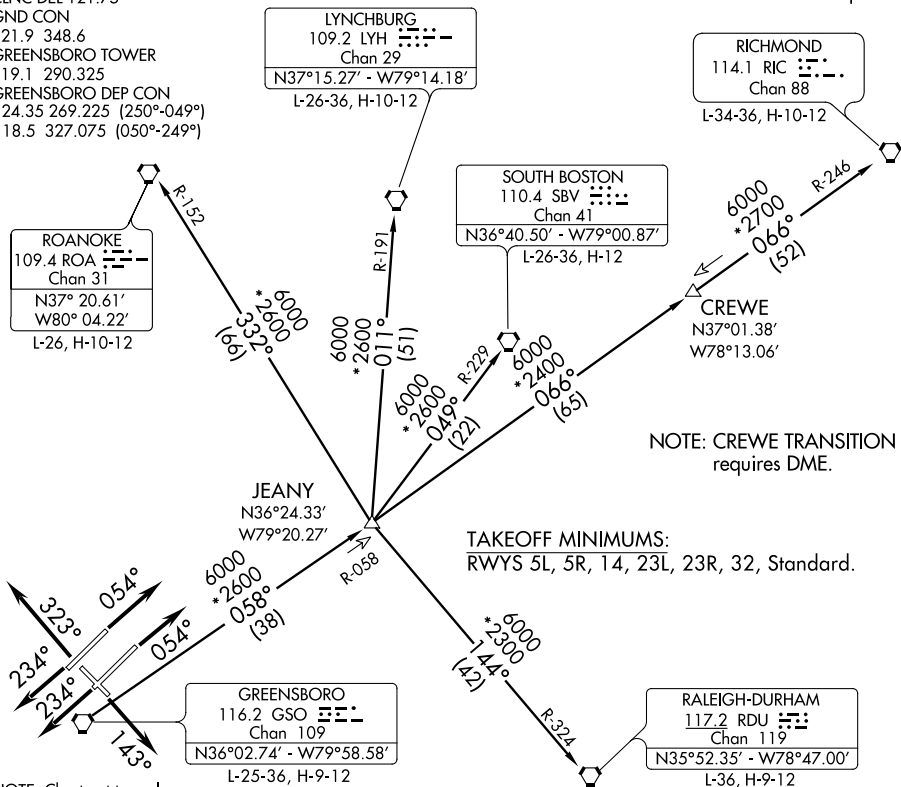 GND CON
21.9 348.6
GREENSBORO TOWER
19.1 290.325
GREENSBORO DEP CON
24.35 269.225 (250°-049°)
18.5 327.075 (050°-249°)
LYNCHBURG
109.2 LYH
Chan 29
N37°15.27′ - W79°14.18′
L-26-36, H-10-12
RICHMOND
114.1 RIC
Chan 88
L-34-36, H-10-12
SOUTH BOSTON
110.4 SBV
Chan 41
N36°40.50′ - W79°00.87′
L-26-36, H-12
ROANOKE
109.4 ROA
Chan 31
N37° 20.61′
W80° 04.22′
L-26, H-10-12
R-152
6000
*2600
332°
(66)
R-191
6000
*2600
011°
(51)
R-229
6000
*2600
049°
(22)
6000
*2400
066°
(65)
R-246
6000
*2700
066°
(52)
CREWE
N37°01.38′
W78°13.06′
NOTE: CREWE TRANSITION
requires DME.
JEANY
N36°24.33′
W79°20.27′
R-058
TAKEOFF MINIMUMS:
RWYS 5L, 5R, 14, 23L, 23R, 32, Standard.
6000
*2600
058°
(38)
323°
054°
234°
054°
234°
143°
6000
*2300
144°
(42)
R-324
GREENSBORO
116.2 GSO
Chan 109
N36°02.74′ - W79°58.58′
L-25-36, H-9-12
RALEIGH-DURHAM
117.2 RDU
Chan 119
N35°52.35′ - W78°47.00′
L-36, H-9-12